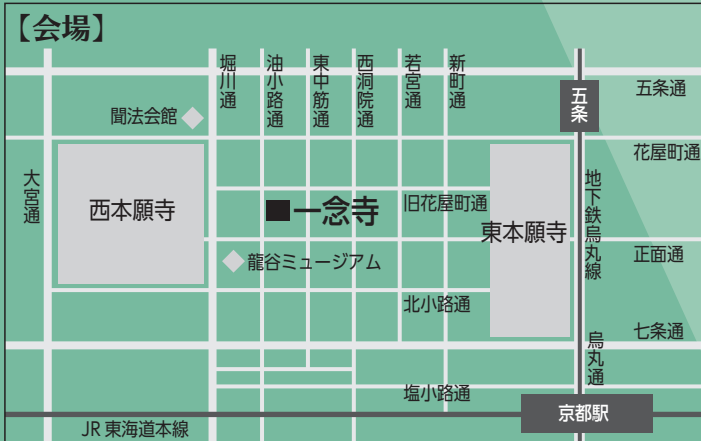 【会場】
堀川通
油小路通
東中筋通
西洞院通
若宮通
新町通
五条
五条通
聞法会館
花屋町通
大宮通
西本願寺
一念寺
旧花屋町通
東本願寺
地下鉄烏丸線
龍谷ミュージアム
正面通
北小路通
七条通
烏丸通
塩小路通
京都駅
JR 東海道本線